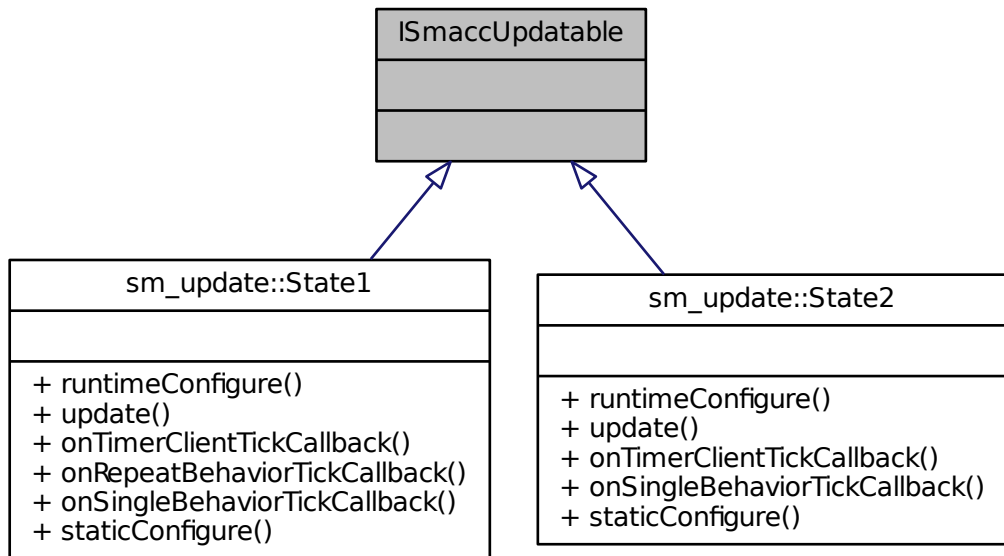 ISmaccUpdatable
sm_update::State1
+ runtimeConfigure()
+ update()
+ onTimerClientTickCallback()
+ onRepeatBehaviorTickCallback()
+ onSingleBehaviorTickCallback()
+ staticConfigure()
sm_update::State2
+ runtimeConfigure()
+ update()
+ onTimerClientTickCallback()
+ onSingleBehaviorTickCallback()
+ staticConfigure()